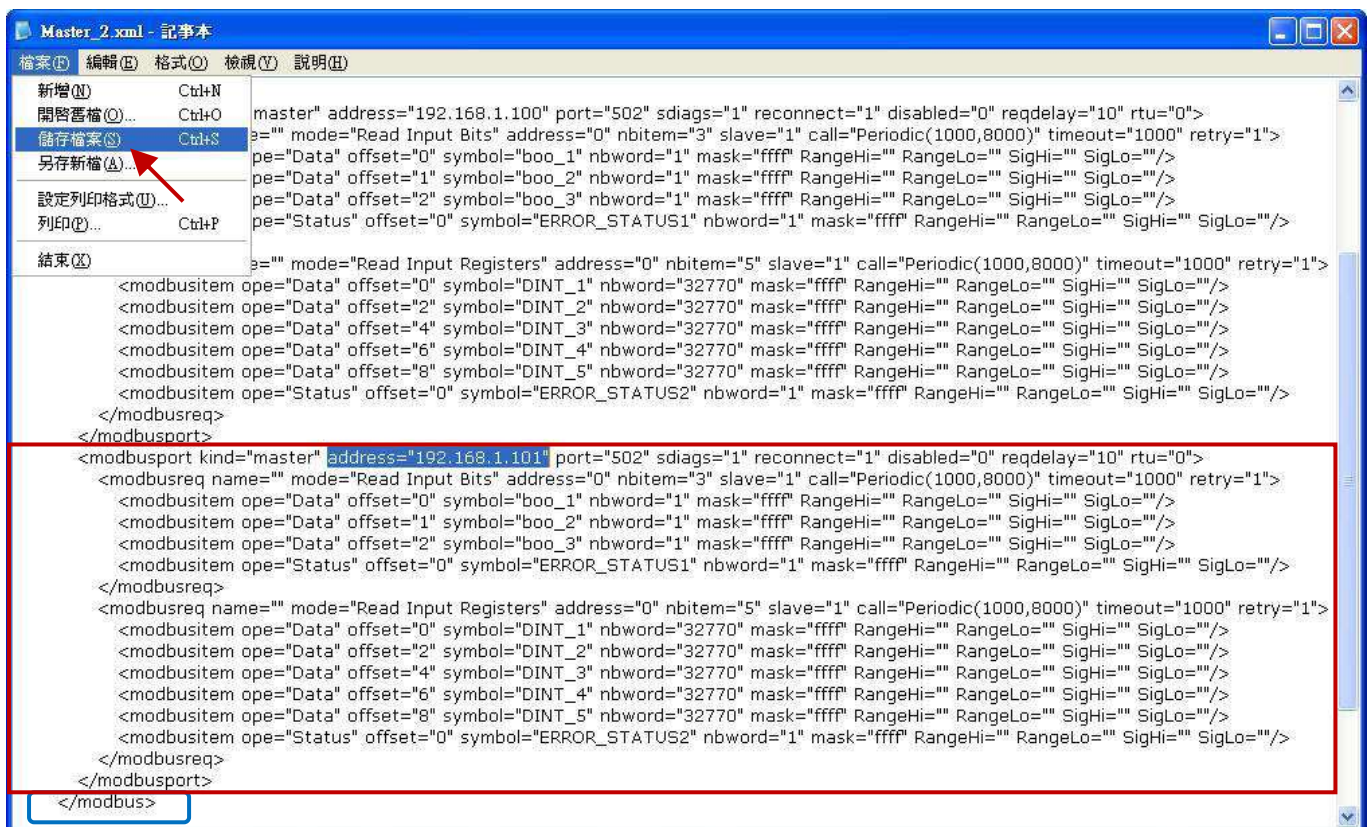 Master_2.xml - 記事本
檔案(F) 編輯(E) 格式(O) 檢視(V) 說明(H)
新增(N) Ctrl+N
開啓舊檔(O)... Ctrl+O master" address="192.168.1.100" port="502" sdiags="1" reconnect="1" disabled="0" reqdelay="10" rtu="0">
儲存檔案(S) Ctrl+S e="" mode="Read Input Bits" address="0" nbitem="3" slave="1" call="Periodic(1000,8000)" timeout="1000" retry="1">
pe="Data" offset="0" symbol="boo_1" nbword="1" mask="ffff" RangeHi="" RangeLo="" SigHi="" SigLo=""/>
另存新檔(A)... pe="Data" offset="1" symbol="boo_2" nbword="1" mask="ffff" RangeHi="" RangeLo="" SigHi="" SigLo=""/>
設定列印格式(U)... pe="Data" offset="2" symbol="boo_3" nbword="1" mask="ffff" RangeHi="" RangeLo="" SigHi="" SigLo=""/>
列印(P)... Ctrl+P pe="Status" offset="0" symbol="ERROR_STATUS1" nbword="1" mask="ffff" RangeHi="" RangeLo="" SigHi="" SigLo=""/>
結束(X) e="" mode="Read Input Registers" address="0" nbitem="5" slave="1" call="Periodic(1000,8000)" timeout="1000" retry="1">
<modbusitem ope="Data" offset="0" symbol="DINT_1" nbword="32770" mask="ffff" RangeHi="" RangeLo="" SigHi="" SigLo=""/>
<modbusitem ope="Data" offset="2" symbol="DINT_2" nbword="32770" mask="ffff" RangeHi="" RangeLo="" SigHi="" SigLo=""/>
<modbusitem ope="Data" offset="4" symbol="DINT_3" nbword="32770" mask="ffff" RangeHi="" RangeLo="" SigHi="" SigLo=""/>
<modbusitem ope="Data" offset="6" symbol="DINT_4" nbword="32770" mask="ffff" RangeHi="" RangeLo="" SigHi="" SigLo=""/>
<modbusitem ope="Data" offset="8" symbol="DINT_5" nbword="32770" mask="ffff" RangeHi="" RangeLo="" SigHi="" SigLo=""/>
<modbusitem ope="Status" offset="0" symbol="ERROR_STATUS2" nbword="1" mask="ffff" RangeHi="" RangeLo="" SigHi="" SigLo=""/>
</modbusreq>
</modbusport>
<modbusport kind="master" address="192.168.1.101" port="502" sdiags="1" reconnect="1" disabled="0" reqdelay="10" rtu="0">
<modbusreq name="" mode="Read Input Bits" address="0" nbitem="3" slave="1" call="Periodic(1000,8000)" timeout="1000" retry="1">
<modbusitem ope="Data" offset="0" symbol="boo_1" nbword="1" mask="ffff" RangeHi="" RangeLo="" SigHi="" SigLo=""/>
<modbusitem ope="Data" offset="1" symbol="boo_2" nbword="1" mask="ffff" RangeHi="" RangeLo="" SigHi="" SigLo=""/>
<modbusitem ope="Data" offset="2" symbol="boo_3" nbword="1" mask="ffff" RangeHi="" RangeLo="" SigHi="" SigLo=""/>
<modbusitem ope="Status" offset="0" symbol="ERROR_STATUS1" nbword="1" mask="ffff" RangeHi="" RangeLo="" SigHi="" SigLo=""/>
</modbusreq>
<modbusreq name="" mode="Read Input Registers" address="0" nbitem="5" slave="1" call="Periodic(1000,8000)" timeout="1000" retry="1">
<modbusitem ope="Data" offset="0" symbol="DINT_1" nbword="32770" mask="ffff" RangeHi="" RangeLo="" SigHi="" SigLo=""/>
<modbusitem ope="Data" offset="2" symbol="DINT_2" nbword="32770" mask="ffff" RangeHi="" RangeLo="" SigHi="" SigLo=""/>
<modbusitem ope="Data" offset="4" symbol="DINT_3" nbword="32770" mask="ffff" RangeHi="" RangeLo="" SigHi="" SigLo=""/>
<modbusitem ope="Data" offset="6" symbol="DINT_4" nbword="32770" mask="ffff" RangeHi="" RangeLo="" SigHi="" SigLo=""/>
<modbusitem ope="Data" offset="8" symbol="DINT_5" nbword="32770" mask="ffff" RangeHi="" RangeLo="" SigHi="" SigLo=""/>
<modbusitem ope="Status" offset="0" symbol="ERROR_STATUS2" nbword="1" mask="ffff" RangeHi="" RangeLo="" SigHi="" SigLo=""/>
</modbusreq>
</modbusport>
</modbus>